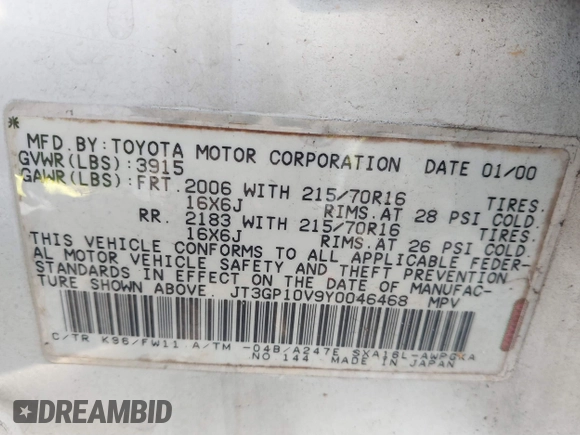 MFD.BY:TOYOTA MOTOR CORPORATION DATE 01/00
GVWR(LBS):3915
GAWR(LBS):FRT.2006 WITH 215/70R16 TIRES.
16X6J RIMS.AT 28 PSI COLD.
RR. 2183 WITH 215/70R16 TIRES.
16X6J RIMS.AT 26 PSI COLD.
THIS VEHICLE CONFORMS TO ALL APPLICABLE FEDER-
AL MOTOR VEHICLE SAFETY AND THEFT PREVENTION
STANDARDS IN EFFECT ON THE DATE OF MANUFAC-
TURE SHOWN ABOVE. JT3GP10V9Y0046468 MPV
C/TR K96/FW11 A/TM -04B/A247E SXA16L-AWPGKA
NO 144 MADE IN JAPAN
DREAMBID